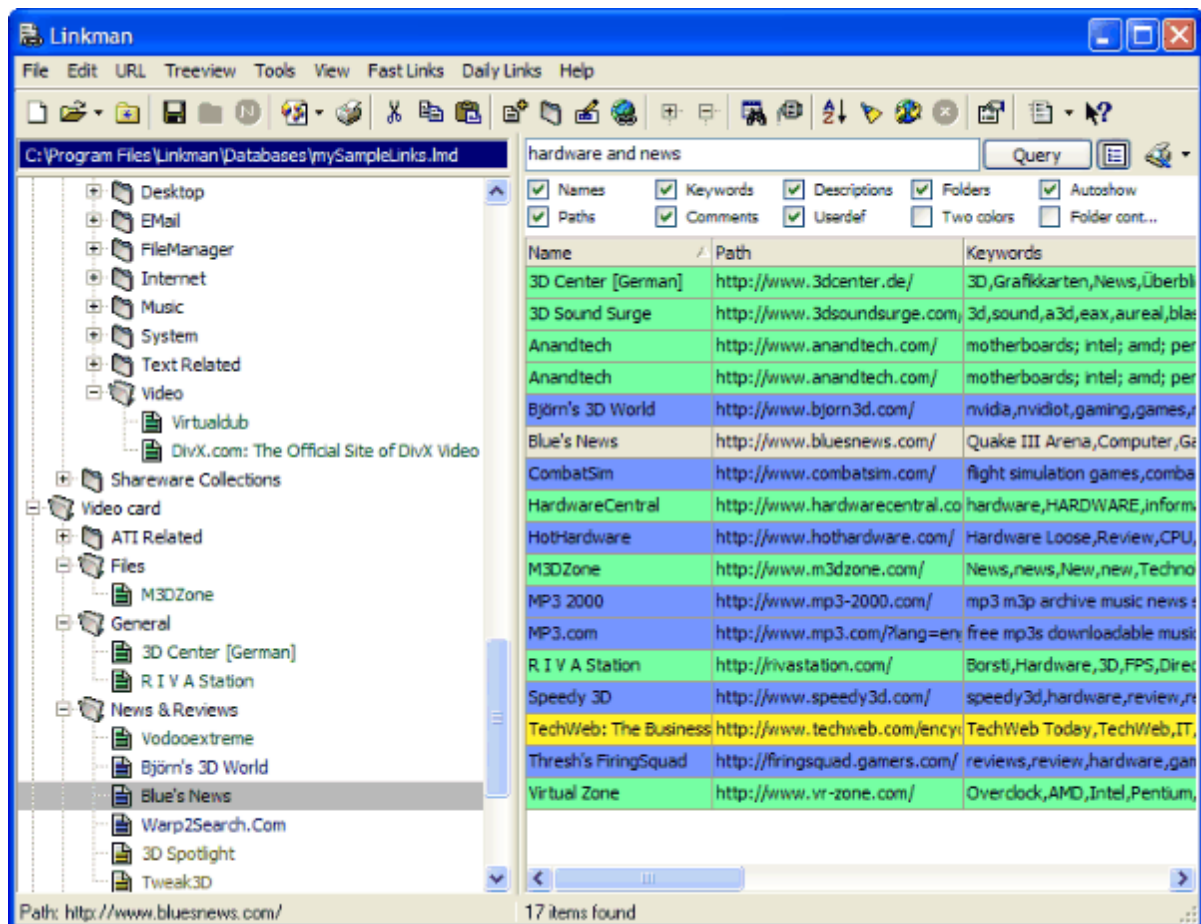 Linkman
File Edit URL Treeview Tools View Fast Links Daily Links Help
C:\Program Files\Linkman\Databases\mySampleLinks.lmd
Desktop
EMail
FileManager
Internet
Music
System
Text Related
Video
Virtualdub
DivX.com: The Official Site of DivX Video
Shareware Collections
Video card
ATI Related
Files
M3DZone
General
3D Center [German]
R I V A Station
News & Reviews
Vodooextreme
Björn's 3D World
Blue's News
Warp2Search.Com
3D Spotlight
Tweak3D
hardware and news Query
Names Keywords Descriptions Folders Autoshow
Paths Comments Userdef Two colors Folder cont...
Name Path Keywords
3D Center [German] http://www.3dcenter.de/ 3D,Grafikkarten,News,Überbli
3D Sound Surge http://www.3dsoundsurge.com, 3d,sound,a3d,eax,aureal,blas
Anandtech http://www.anandtech.com/ motherboards; intel; amd; per
Anandtech http://www.anandtech.com/ motherboards; intel; amd; per
Björn's 3D World http://www.bjorn3d.com/ nvidia,nvidiot,gaming,games,
Blue's News http://www.bluesnews.com/ Quake III Arena,Computer,Ga
CombatSim http://www.combatsim.com/ flight simulation games,comba
HardwareCentral http://www.hardwarecentral.co hardware,HARDWARE,inform
HotHardware http://www.hothardware.com/ Hardware Loose,Review,CPU,
M3DZone http://www.m3dzone.com/ News,news,New,new,Techno
MP3 2000 http://www.mp3-2000.com/ mp3 m3p archive music news s
MP3.com http://www.mp3.com/?lang=en free mp3s downloadable music
R I V A Station http://rivastation.com/ Borsti,Hardware,3D,FPS,Direc
Speedy 3D http://www.speedy3d.com/ speedy3d,hardware,review,re
TechWeb: The Business http://www.techweb.com/ency TechWeb Today,TechWeb,IT,
Thresh's FiringSquad http://firingsquad.gamers.com/ reviews,review,hardware,gam
Virtual Zone http://www.vr-zone.com/ Overclock,AMD,Intel,Pentium,
Path: http://www.bluesnews.com/ 17 items found